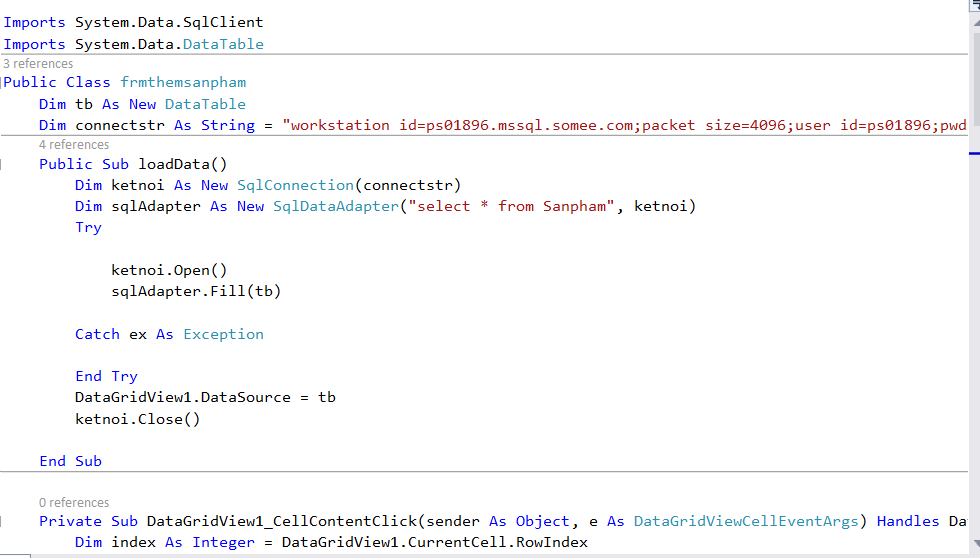 Imports System.Data.SqlClient
Imports System.Data.DataTable
3 references
Public Class frmthemsanpham
Dim tb As New DataTable
Dim connectstr As String = "workstation id=ps01896.mssql.somee.com;packet size=4096;user id=ps01896;pwd
4 references
Public Sub loadData()
Dim ketnoi As New SqlConnection(connectstr)
Dim sqlAdapter As New SqlDataAdapter("select * from Sanpham", ketnoi)
Try
ketnoi.Open()
sqlAdapter.Fill(tb)
Catch ex As Exception
End Try
DataGridView1.DataSource = tb
ketnoi.Close()
End Sub
0 references
Private Sub DataGridView1_CellContentClick(sender As Object, e As DataGridViewCellEventArgs) Handles Da
Dim index As Integer = DataGridView1.CurrentCell.RowIndex